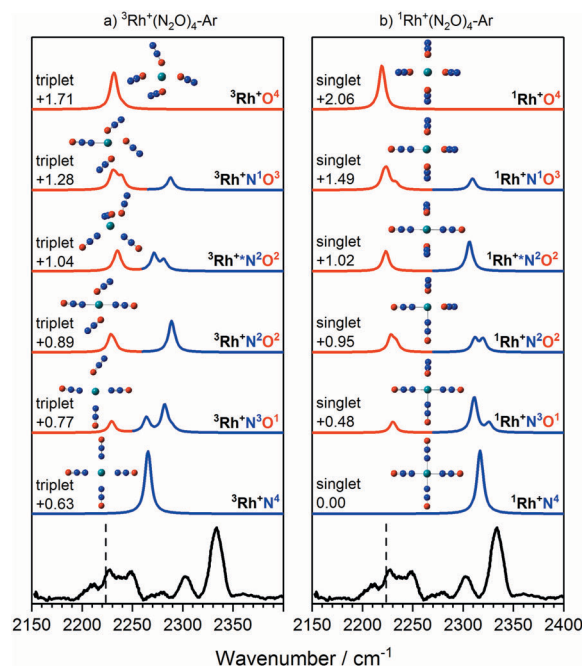 a) ³Rh⁺(N₂O)₄-Ar
triplet
+1.71
³Rh⁺O⁴
triplet
+1.28
³Rh⁺N¹O³
triplet
+1.04
³Rh⁺*N²O²
triplet
+0.89
³Rh⁺N²O²
triplet
+0.77
³Rh⁺N³O¹
triplet
+0.63
³Rh⁺N⁴
2150 2200 2250 2300 2350 2400
b) ¹Rh⁺(N₂O)₄-Ar
singlet
+2.06
¹Rh⁺O⁴
singlet
+1.49
¹Rh⁺N¹O³
singlet
+1.02
¹Rh⁺*N²O²
singlet
+0.95
¹Rh⁺N²O²
singlet
+0.48
¹Rh⁺N³O¹
singlet
0.00
¹Rh⁺N⁴
2150 2200 2250 2300 2350 2400
Wavenumber / cm⁻¹